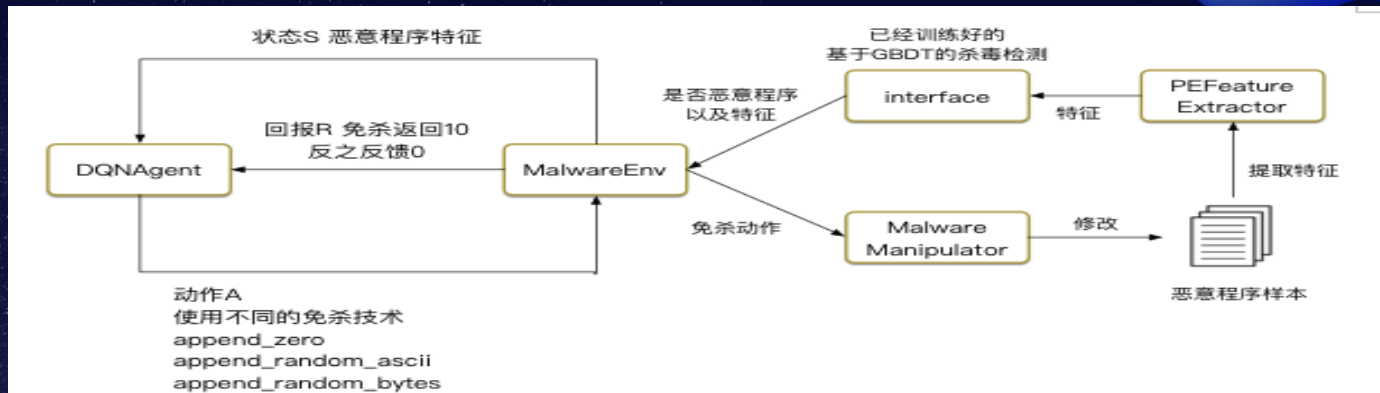 状态S 恶意程序特征
已经训练好的
基于GBDT的杀毒检测
回报R 免杀返回10
反之反馈0
是否恶意程序
以及特征
interface
特征
PEFeature
Extractor
DQNAgent
MalwareEnv
提取特征
免杀动作
Malware
Manipulator
修改
恶意程序样本
动作A
使用不同的免杀技术
append_zero
append_random_ascii
append_random_bytes